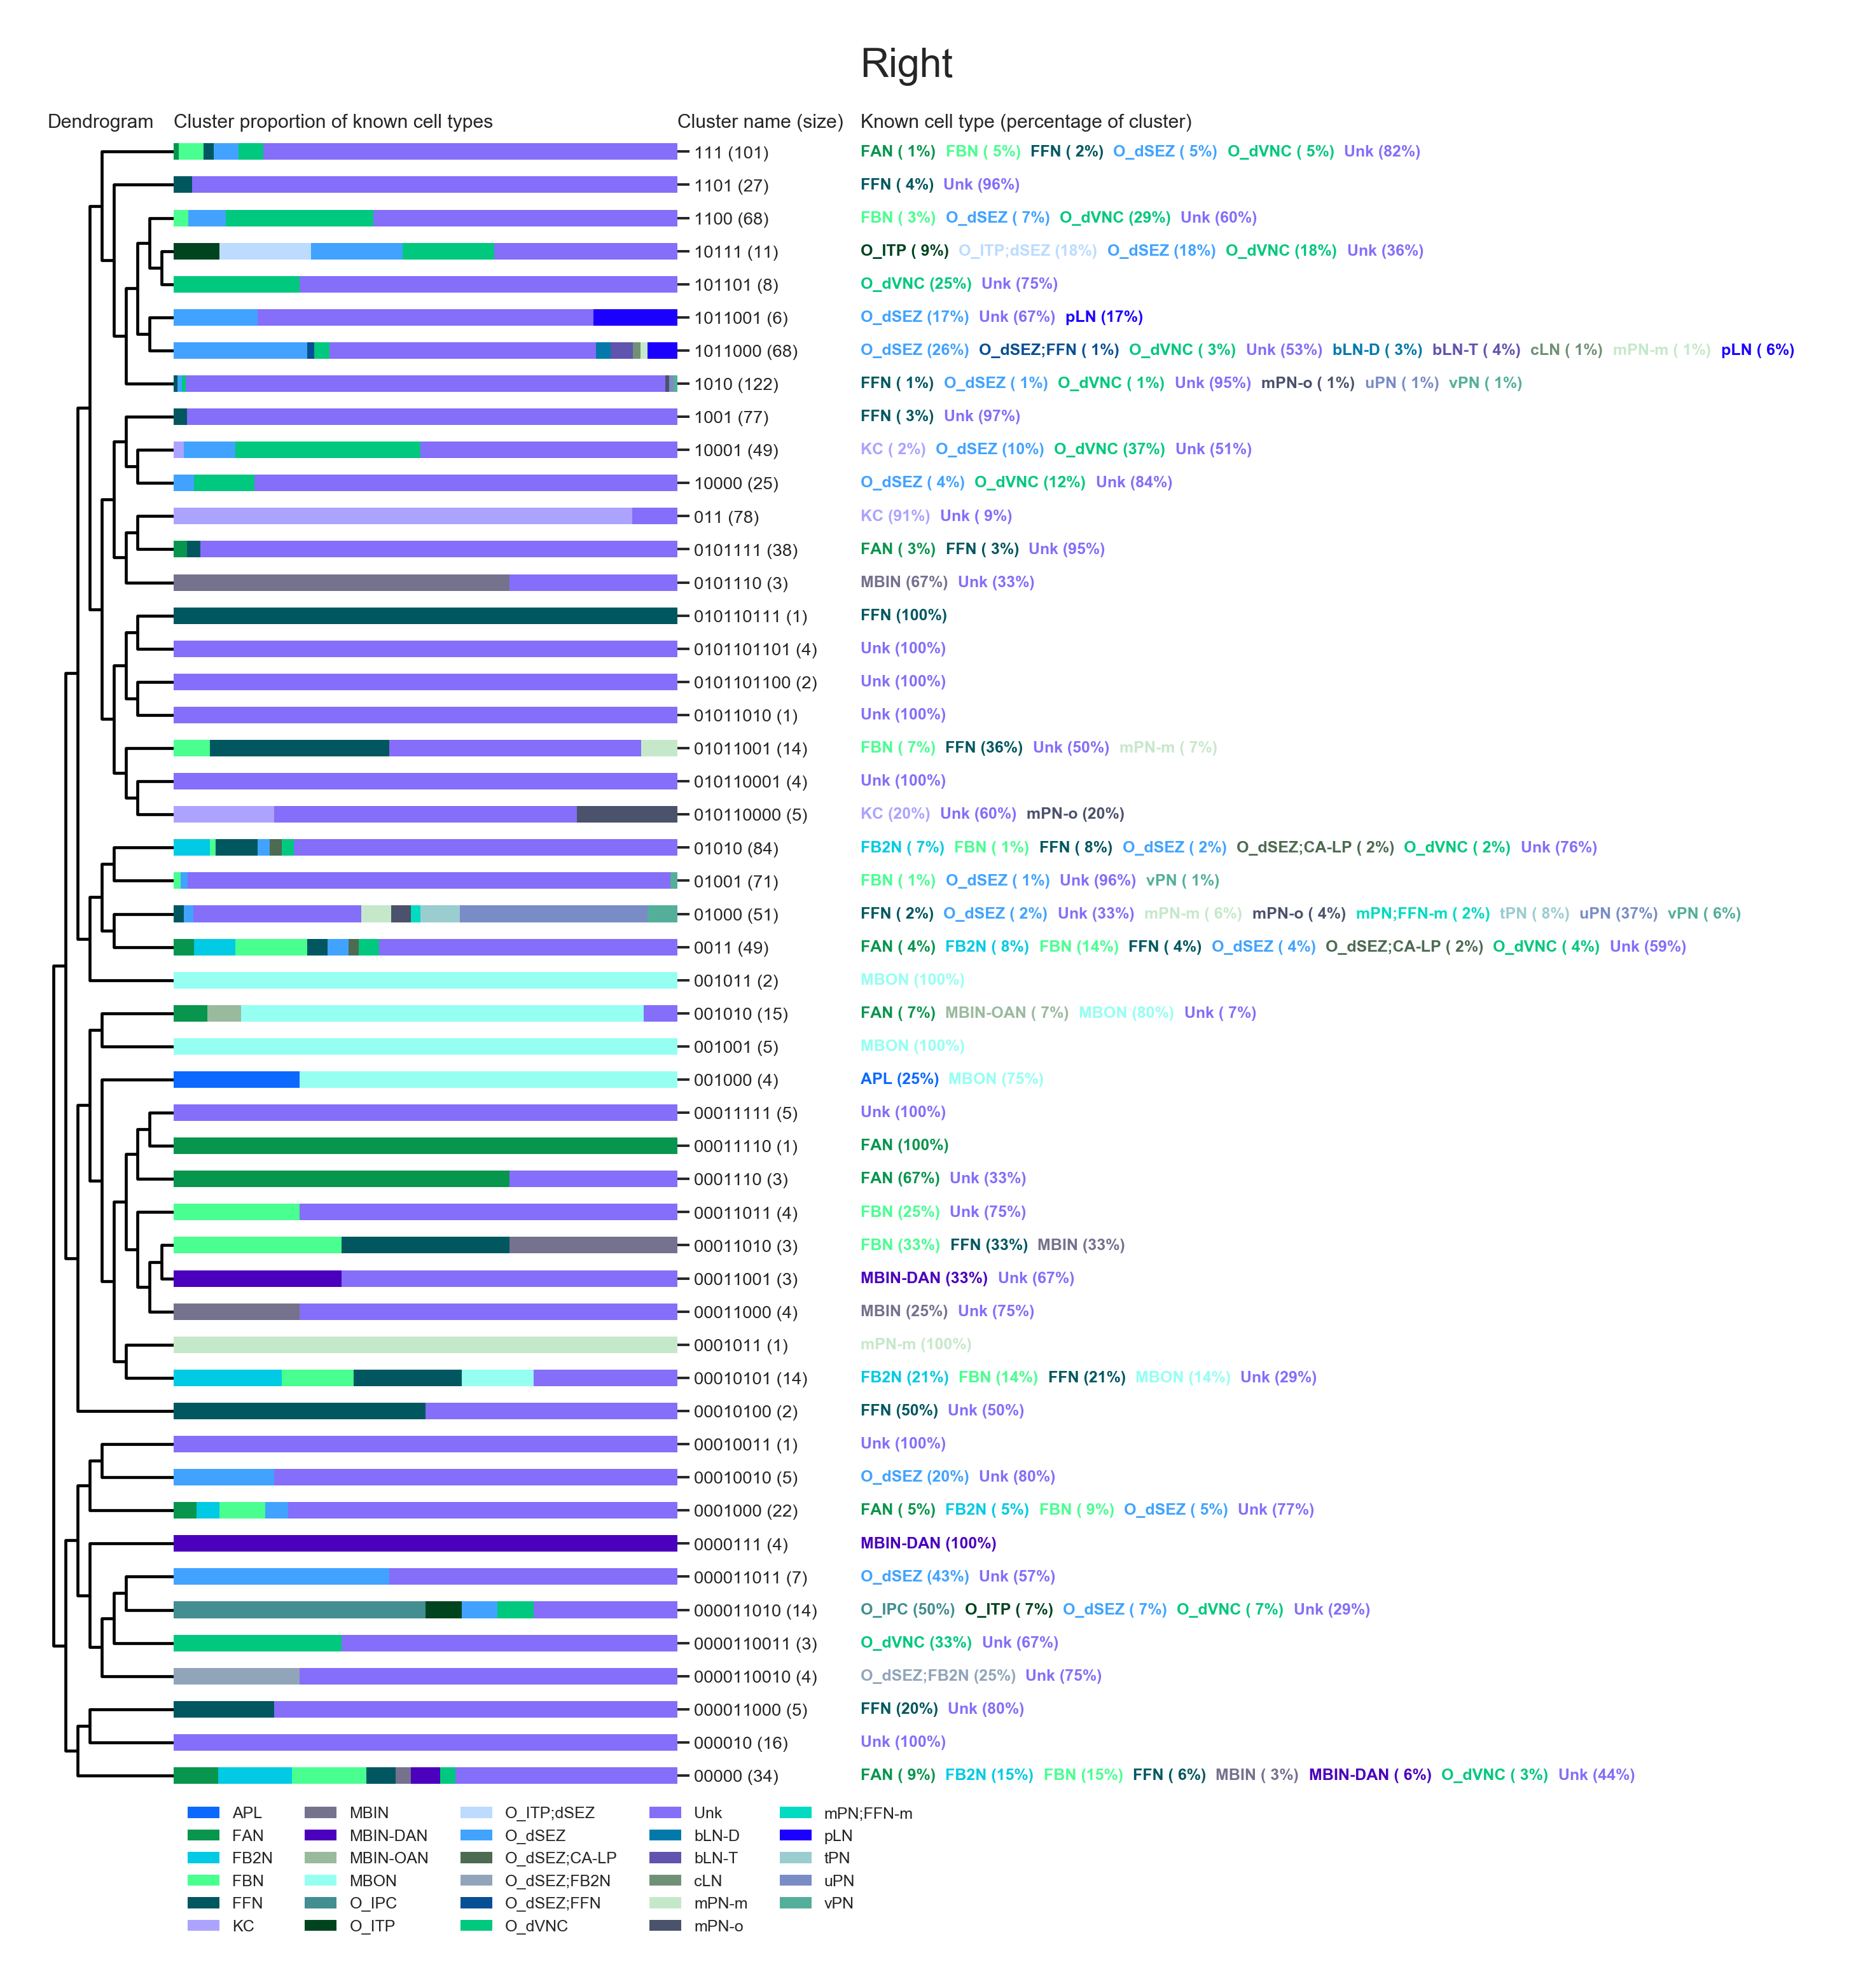 Right
Dendrogram Cluster proportion of known cell types Cluster name (size) Known cell type (percentage of cluster)
111 (101) FAN ( 1%) FBN ( 5%) FFN ( 2%) O_dSEZ ( 5%) O_dVNC ( 5%) Unk (82%)
1101 (27) FFN ( 4%) Unk (96%)
1100 (68) FBN ( 3%) O_dSEZ ( 7%) O_dVNC (29%) Unk (60%)
10111 (11) O_ITP ( 9%) O_ITP;dSEZ (18%) O_dSEZ (18%) O_dVNC (18%) Unk (36%)
101101 (8) O_dVNC (25%) Unk (75%)
1011001 (6) O_dSEZ (17%) Unk (67%) pLN (17%)
1011000 (68) O_dSEZ (26%) O_dSEZ;FFN ( 1%) O_dVNC ( 3%) Unk (53%) bLN-D ( 3%) bLN-T ( 4%) cLN ( 1%) mPN-m ( 1%) pLN ( 6%)
1010 (122) FFN ( 1%) O_dSEZ ( 1%) O_dVNC ( 1%) Unk (95%) mPN-o ( 1%) uPN ( 1%) vPN ( 1%)
1001 (77) FFN ( 3%) Unk (97%)
10001 (49) KC ( 2%) O_dSEZ (10%) O_dVNC (37%) Unk (51%)
10000 (25) O_dSEZ ( 4%) O_dVNC (12%) Unk (84%)
011 (78) KC (91%) Unk ( 9%)
0101111 (38) FAN ( 3%) FFN ( 3%) Unk (95%)
0101110 (3) MBIN (67%) Unk (33%)
010110111 (1) FFN (100%)
0101101101 (4) Unk (100%)
0101101100 (2) Unk (100%)
01011010 (1) Unk (100%)
01011001 (14) FBN ( 7%) FFN (36%) Unk (50%) mPN-m ( 7%)
010110001 (4) Unk (100%)
010110000 (5) KC (20%) Unk (60%) mPN-o (20%)
01010 (84) FB2N ( 7%) FBN ( 1%) FFN ( 8%) O_dSEZ ( 2%) O_dSEZ;CA-LP ( 2%) O_dVNC ( 2%) Unk (76%)
01001 (71) FBN ( 1%) O_dSEZ ( 1%) Unk (96%) vPN ( 1%)
01000 (51) FFN ( 2%) O_dSEZ ( 2%) Unk (33%) mPN-m ( 6%) mPN-o ( 4%) mPN;FFN-m ( 2%) tPN ( 8%) uPN (37%) vPN ( 6%)
0011 (49) FAN ( 4%) FB2N ( 8%) FBN (14%) FFN ( 4%) O_dSEZ ( 4%) O_dSEZ;CA-LP ( 2%) O_dVNC ( 4%) Unk (59%)
001011 (2) MBON (100%)
001010 (15) FAN ( 7%) MBIN-OAN ( 7%) MBON (80%) Unk ( 7%)
001001 (5) MBON (100%)
001000 (4) APL (25%) MBON (75%)
00011111 (5) Unk (100%)
00011110 (1) FAN (100%)
0001110 (3) FAN (67%) Unk (33%)
00011011 (4) FBN (25%) Unk (75%)
00011010 (3) FBN (33%) FFN (33%) MBIN (33%)
00011001 (3) MBIN-DAN (33%) Unk (67%)
00011000 (4) MBIN (25%) Unk (75%)
0001011 (1) mPN-m (100%)
00010101 (14) FB2N (21%) FBN (14%) FFN (21%) MBON (14%) Unk (29%)
00010100 (2) FFN (50%) Unk (50%)
00010011 (1) Unk (100%)
00010010 (5) O_dSEZ (20%) Unk (80%)
0001000 (22) FAN ( 5%) FB2N ( 5%) FBN ( 9%) O_dSEZ ( 5%) Unk (77%)
0000111 (4) MBIN-DAN (100%)
000011011 (7) O_dSEZ (43%) Unk (57%)
000011010 (14) O_IPC (50%) O_ITP ( 7%) O_dSEZ ( 7%) O_dVNC ( 7%) Unk (29%)
0000110011 (3) O_dVNC (33%) Unk (67%)
0000110010 (4) O_dSEZ;FB2N (25%) Unk (75%)
000011000 (5) FFN (20%) Unk (80%)
000010 (16) Unk (100%)
00000 (34) FAN ( 9%) FB2N (15%) FBN (15%) FFN ( 6%) MBIN ( 3%) MBIN-DAN ( 6%) O_dVNC ( 3%) Unk (44%)
APL MBIN O_ITP;dSEZ Unk mPN;FFN-m
FAN MBIN-DAN O_dSEZ bLN-D pLN
FB2N MBIN-OAN O_dSEZ;CA-LP bLN-T tPN
FBN MBON O_dSEZ;FB2N cLN uPN
FFN O_IPC O_dSEZ;FFN mPN-m vPN
KC O_ITP O_dVNC mPN-o